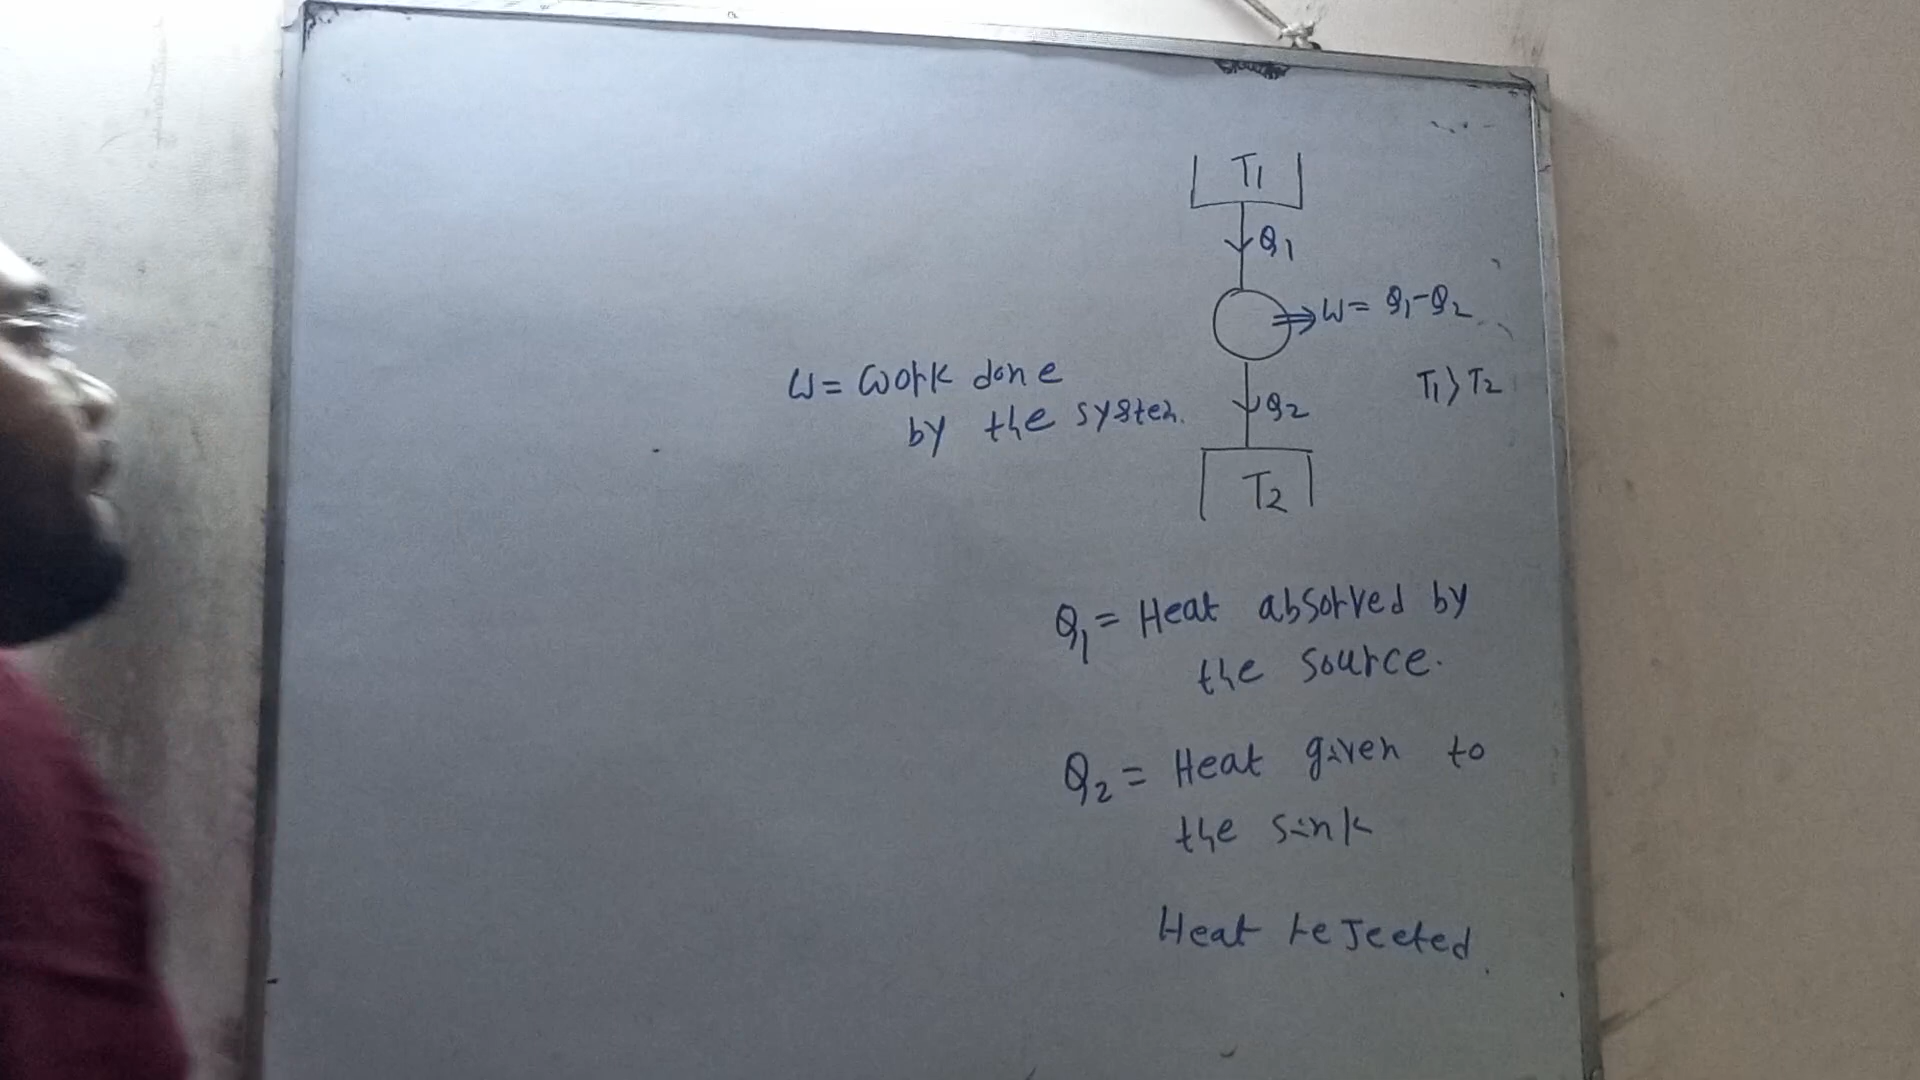 T1
Q1
W= Q1-Q2
W= Work done
by the system.
T1>T2
Q2
T2
Q1= Heat absorved by
the source.
Q2= Heat given to
the sink
Heat reJected.